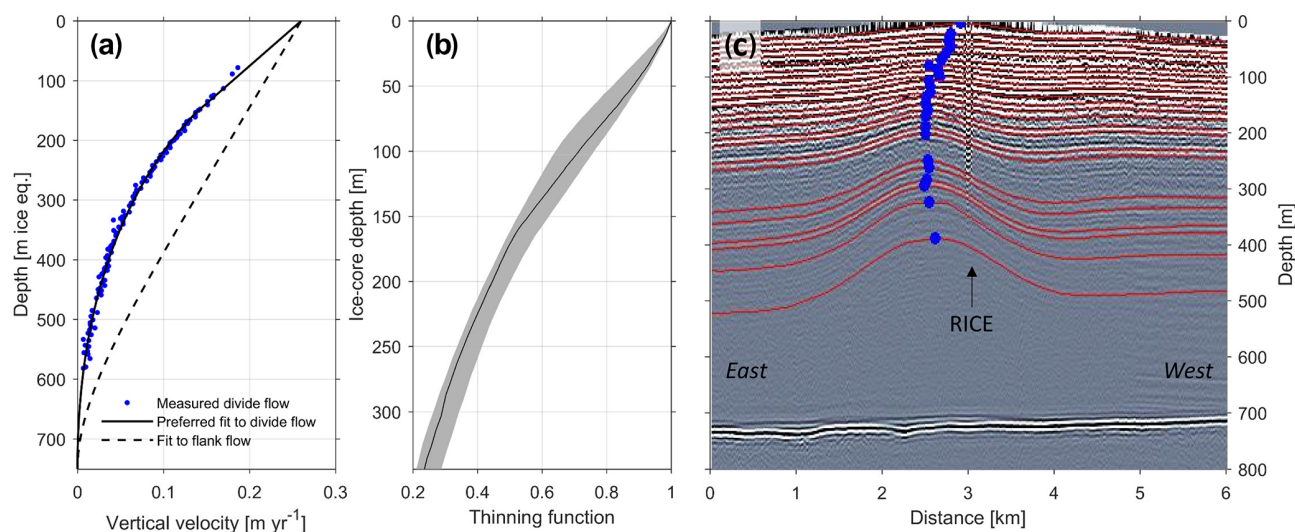 (a)
0
100
200
300
400
500
600
700
Depth [m ice eq.]
Measured divide flow
Preferred fit to divide flow
Fit to flank flow
0
0.1
0.2
0.3
Vertical velocity [m yr-1]
(b)
0
50
100
150
200
250
300
Ice-core depth [m]
0.2
0.4
0.6
0.8
1
Thinning function
(c)
RICE
East
West
0
100
200
300
400
500
600
700
800
Depth [m]
0
1
2
3
4
5
6
Distance [km]